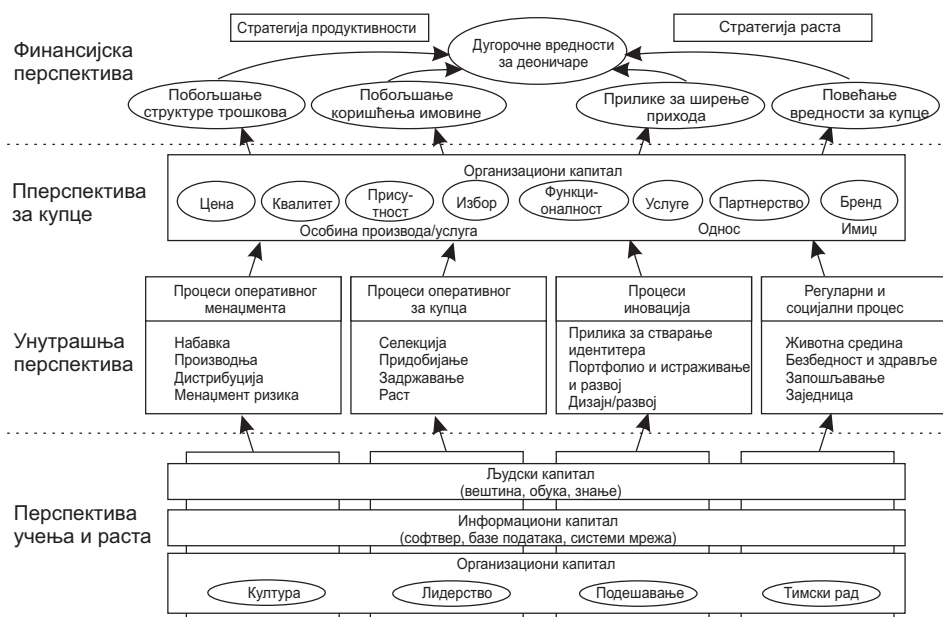 Стратегија продуктивности
Стратегија раста
Финансијска
перспектива
Дугорочне вредности
за деоничаре
Побољшање
структуре трошкова
Побољшање
коришћења имовине
Прилике за ширење
прихода
Повећање
вредности за купце
Пперспектива
за купце
Организациони капитал
Цена
Квалитет
Прису-
тност
Избор
Функци-
оналност
Услуге
Партнерство
Бренд
Особина производа/услуга
Однос
Имиџ
Унутрашња
перспектива
Процеси оперативног
менаџмента
Набавка
Производња
Дистрибуција
Менаџмент ризика
Процеси оперативног
за купца
Селекција
Придобијање
Задржавање
Раст
Процеси
иновација
Прилика за стварање
идентитера
Портфолио и истраживање
и развој
Дизајн/развој
Регуларни и
социјални процес
Животна средина
Безбедност и здравље
Запошљавање
Заједница
Перспектива
учења и раста
Људски капитал
(вештина, обука, знање)
Информациони капитал
(софтвер, базе података, системи мрежа)
Организациони капитал
Култура
Лидерство
Подешавање
Тимски рад